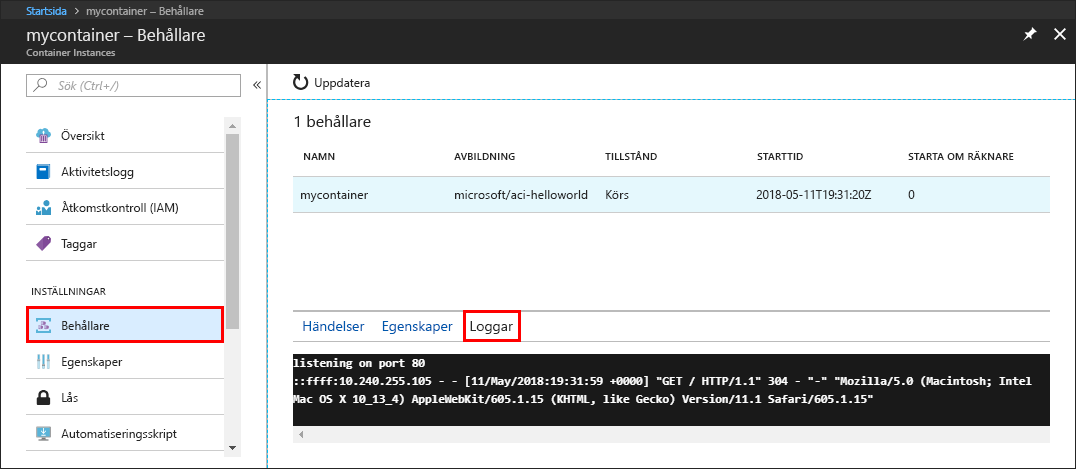 Startsida > mycontainer – Behållare
mycontainer – Behållare
Container Instances
Sök (Ctrl+/)
«
Uppdatera
Översikt
Aktivitetslogg
Åtkomstkontroll (IAM)
Taggar
INSTÄLLNINGAR
Behållare
Egenskaper
Lås
Automatiseringsskript
1 behållare
NAMN AVBILDNING TILLSTÅND STARTTID STARTA OM RÄKNARE
mycontainer microsoft/aci-helloworld Körs 2018-05-11T19:31:20Z 0
Händelser Egenskaper Loggar
listening on port 80
::ffff:10.240.255.105 - - [11/May/2018:19:31:59 +0000] "GET / HTTP/1.1" 304 - "-" "Mozilla/5.0 (Macintosh; Intel
Mac OS X 10_13_4) AppleWebKit/605.1.15 (KHTML, like Gecko) Version/11.1 Safari/605.1.15"